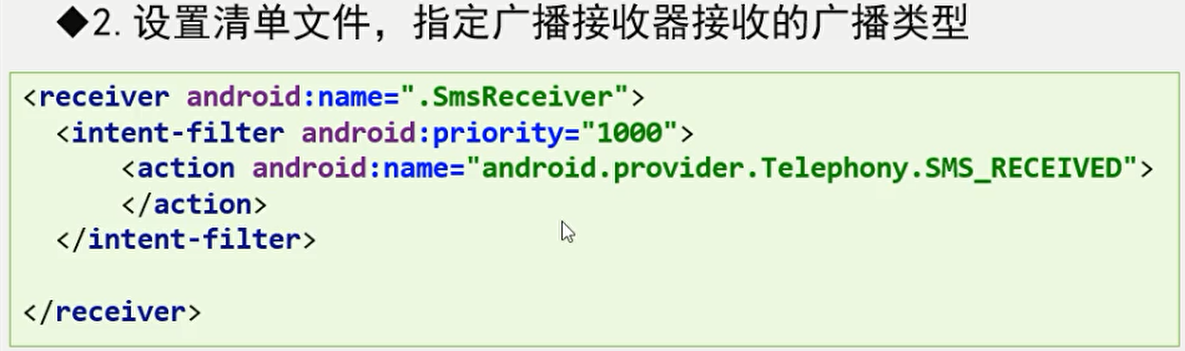 ◆2.设置清单文件，指定广播接收器接收的广播类型
<receiver android:name=".SmsReceiver">
<intent-filter android:priority="1000">
<action android:name="android.provider.Telephony.SMS_RECEIVED">
</action>
</intent-filter>
</receiver>